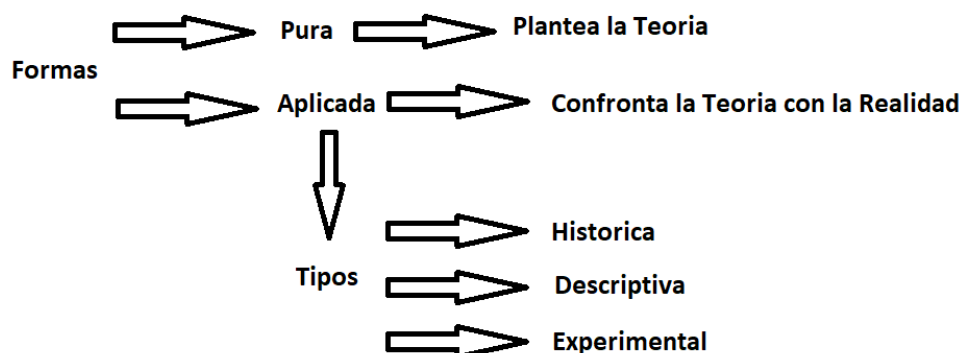 Formas
Pura
Plantea la Teoria
Aplicada
Confronta la Teoria con la Realidad
Tipos
Historica
Descriptiva
Experimental